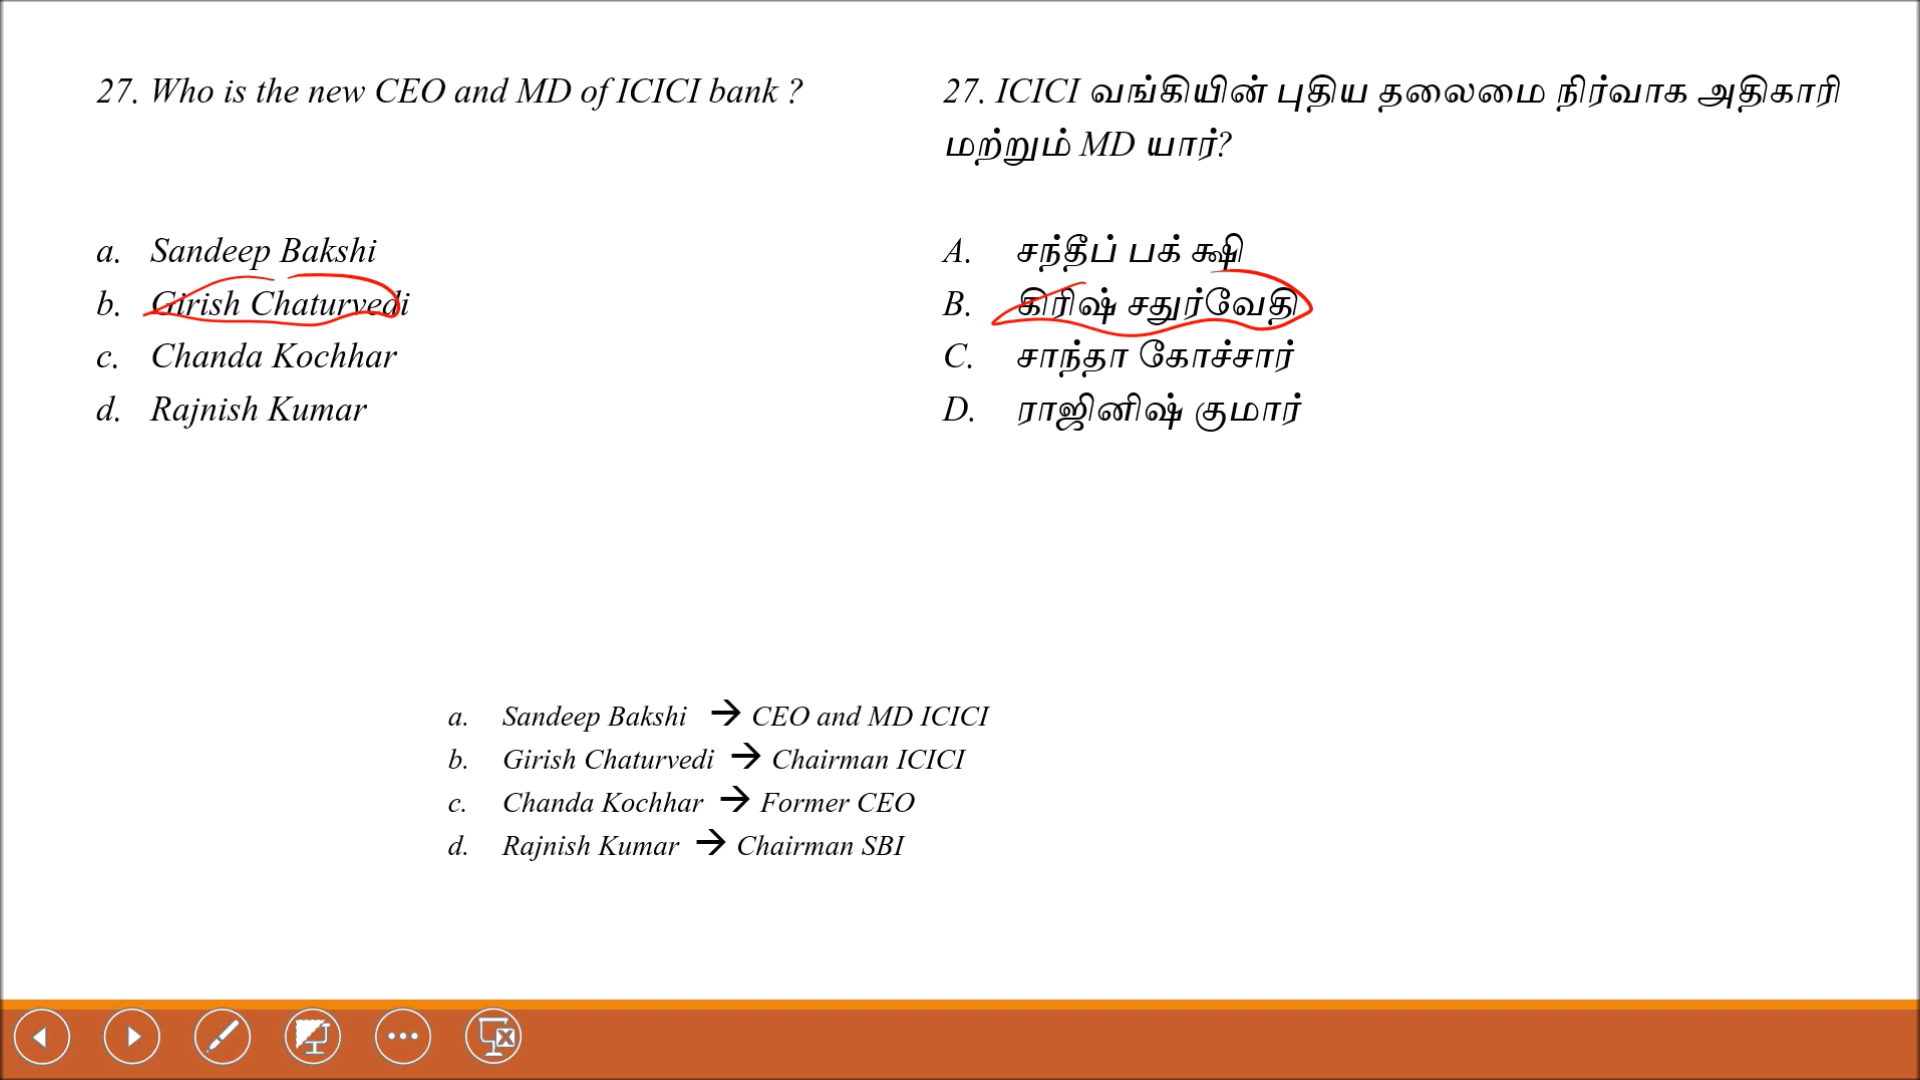 27. Who is the new CEO and MD of ICICI bank ?
a. Sandeep Bakshi
b. Girish Chaturvedi
c. Chanda Kochhar
d. Rajnish Kumar
27. ICICI வங்கியின் புதிய தலைமை நிர்வாக அதிகாரி
மற்றும் MD யார்?
A. சந்தீப் பக் க்ஷி
B. கிரிஷ் சதுர்வேதி
C. சாந்தா கோச்சார்
D. ராஜினிஷ் குமார்
a. Sandeep Bakshi → CEO and MD ICICI
b. Girish Chaturvedi → Chairman ICICI
c. Chanda Kochhar → Former CEO
d. Rajnish Kumar → Chairman SBI